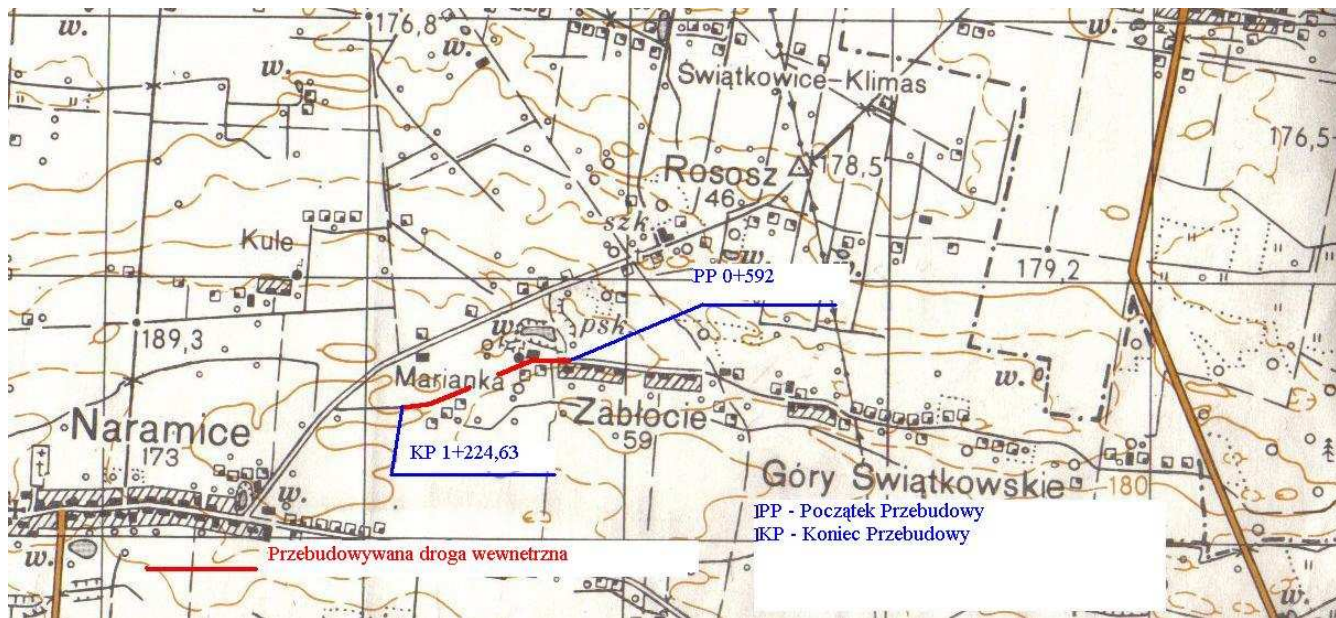 w.
176,8
w.
w.
Świątkowice-Klimas
L.
176,5
Rososz
178,5
46
szk
Kule
w.
PP 0+592
179,2
189,3
w.
psk
Marianka
w.
Zabłocie
59
Naramice
173
KP 1+224,63
w.
Góry Świątkowskie
180
PP - Początek Przebudowy
KP - Koniec Przebudowy
Przebudowywana droga wewnetrzna
w.
w.